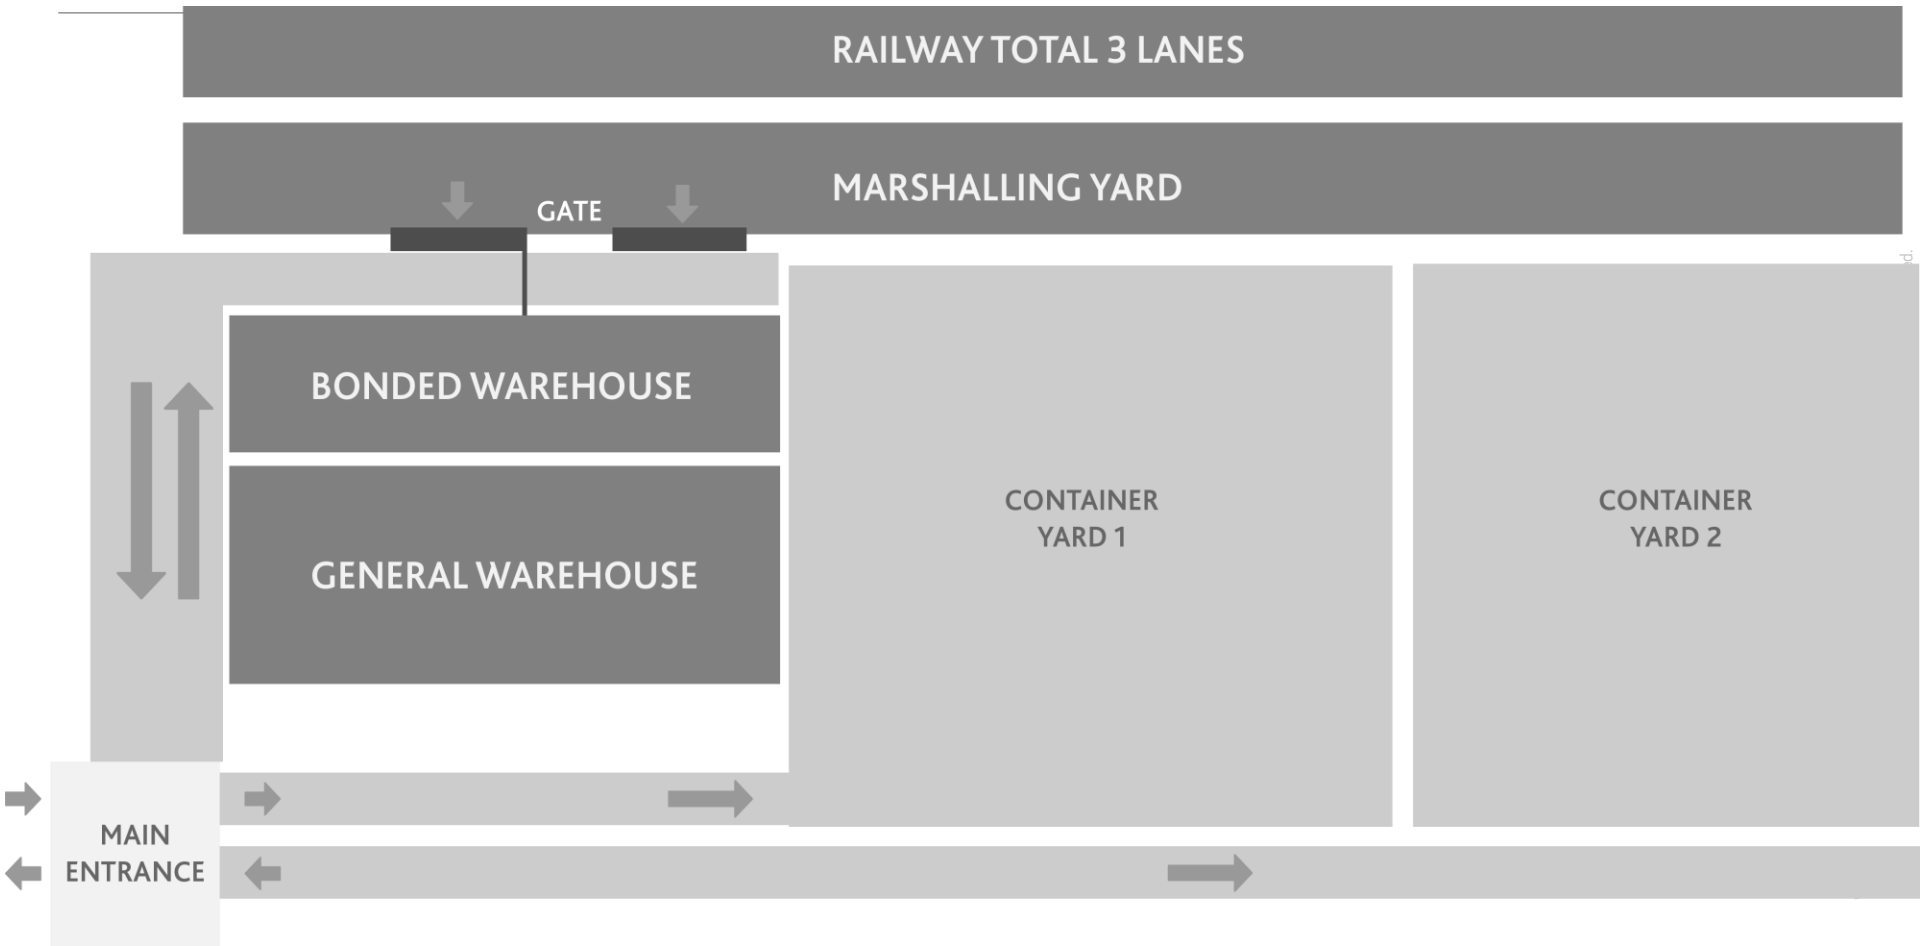 RAILWAY TOTAL 3 LANES
MARSHALLING YARD
GATE
BONDED WAREHOUSE
GENERAL WAREHOUSE
CONTAINER
YARD 1
CONTAINER
YARD 2
MAIN
ENTRANCE
ed.